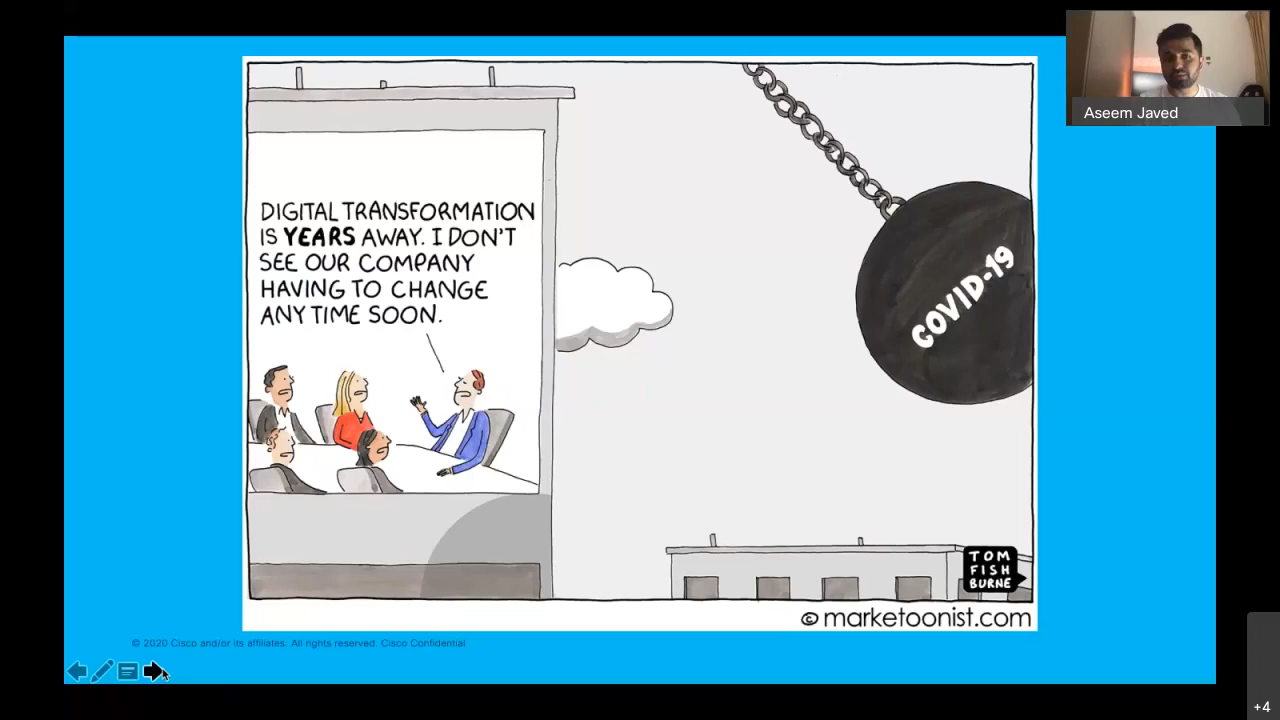 Aseem Javed
DIGITAL TRANSFORMATION
IS YEARS AWAY. I DON'T
SEE OUR COMPANY
HAVING TO CHANGE
ANY TIME SOON.
COVID-19
TOM
FISH
BURNE
© marketoonist.com
© 2020 Cisco and/or its affiliates. All rights reserved. Cisco Confidential
+4